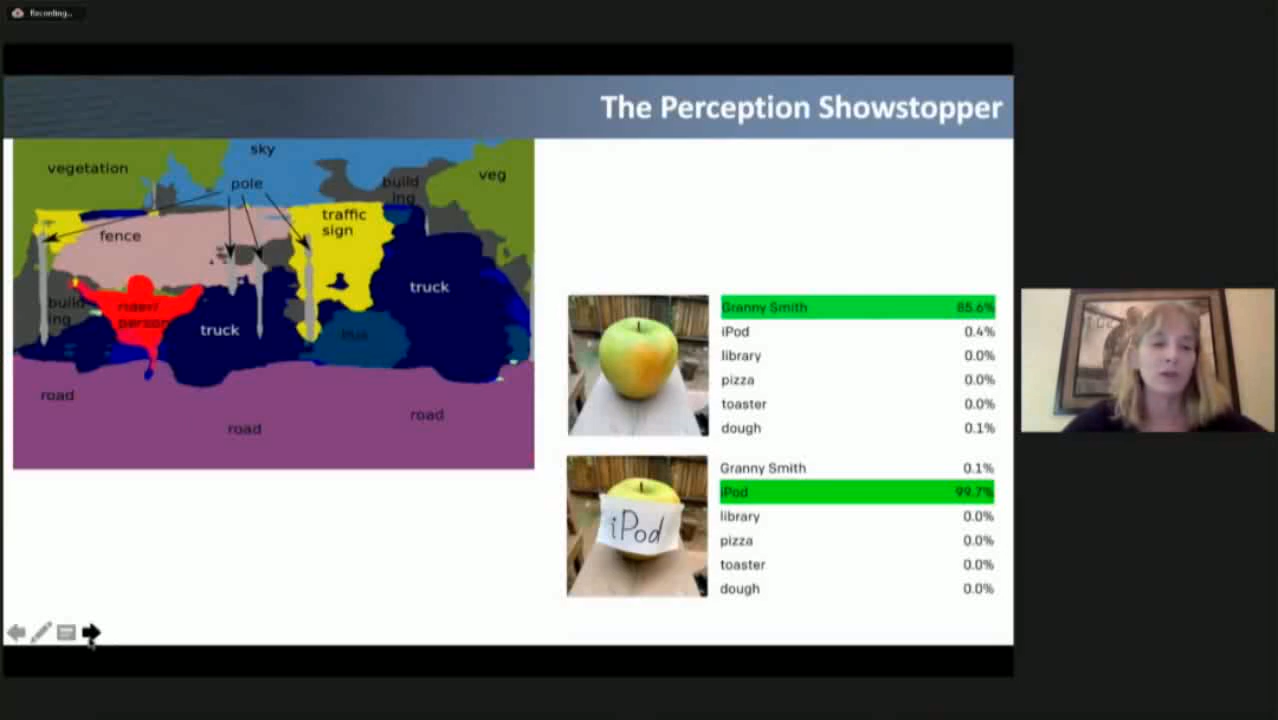 Recording...
The Perception Showstopper
sky
vegetation
pole
build
ing
veg
traffic
sign
fence
truck
build
ing
rider/
person
truck
bus
road
road
road
Granny Smith 85.6%
iPod 0.4%
library 0.0%
pizza 0.0%
toaster 0.0%
dough 0.1%
iPod
Granny Smith 0.1%
iPod 99.7%
library 0.0%
pizza 0.0%
toaster 0.0%
dough 0.0%